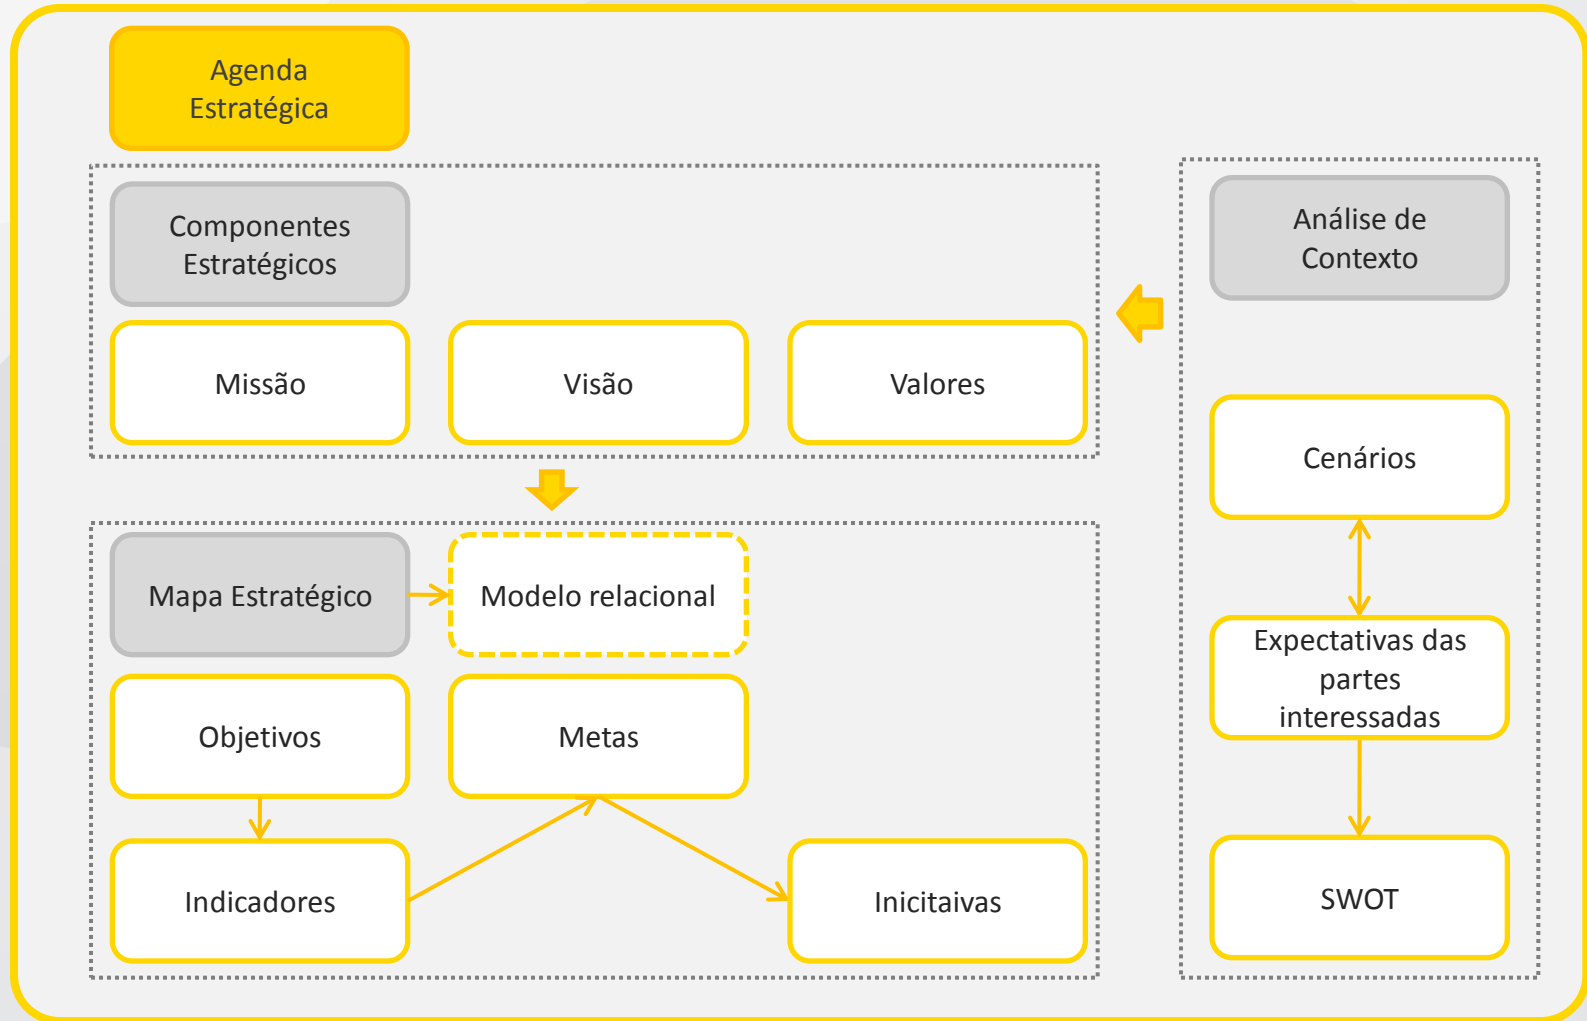 Agenda
Estratégica
Componentes
Estratégicos
Missão
Visão
Valores
Mapa Estratégico
Modelo relacional
Objetivos
Metas
Indicadores
Inicitaivas
Análise de
Contexto
Cenários
Expectativas das
partes
interessadas
SWOT